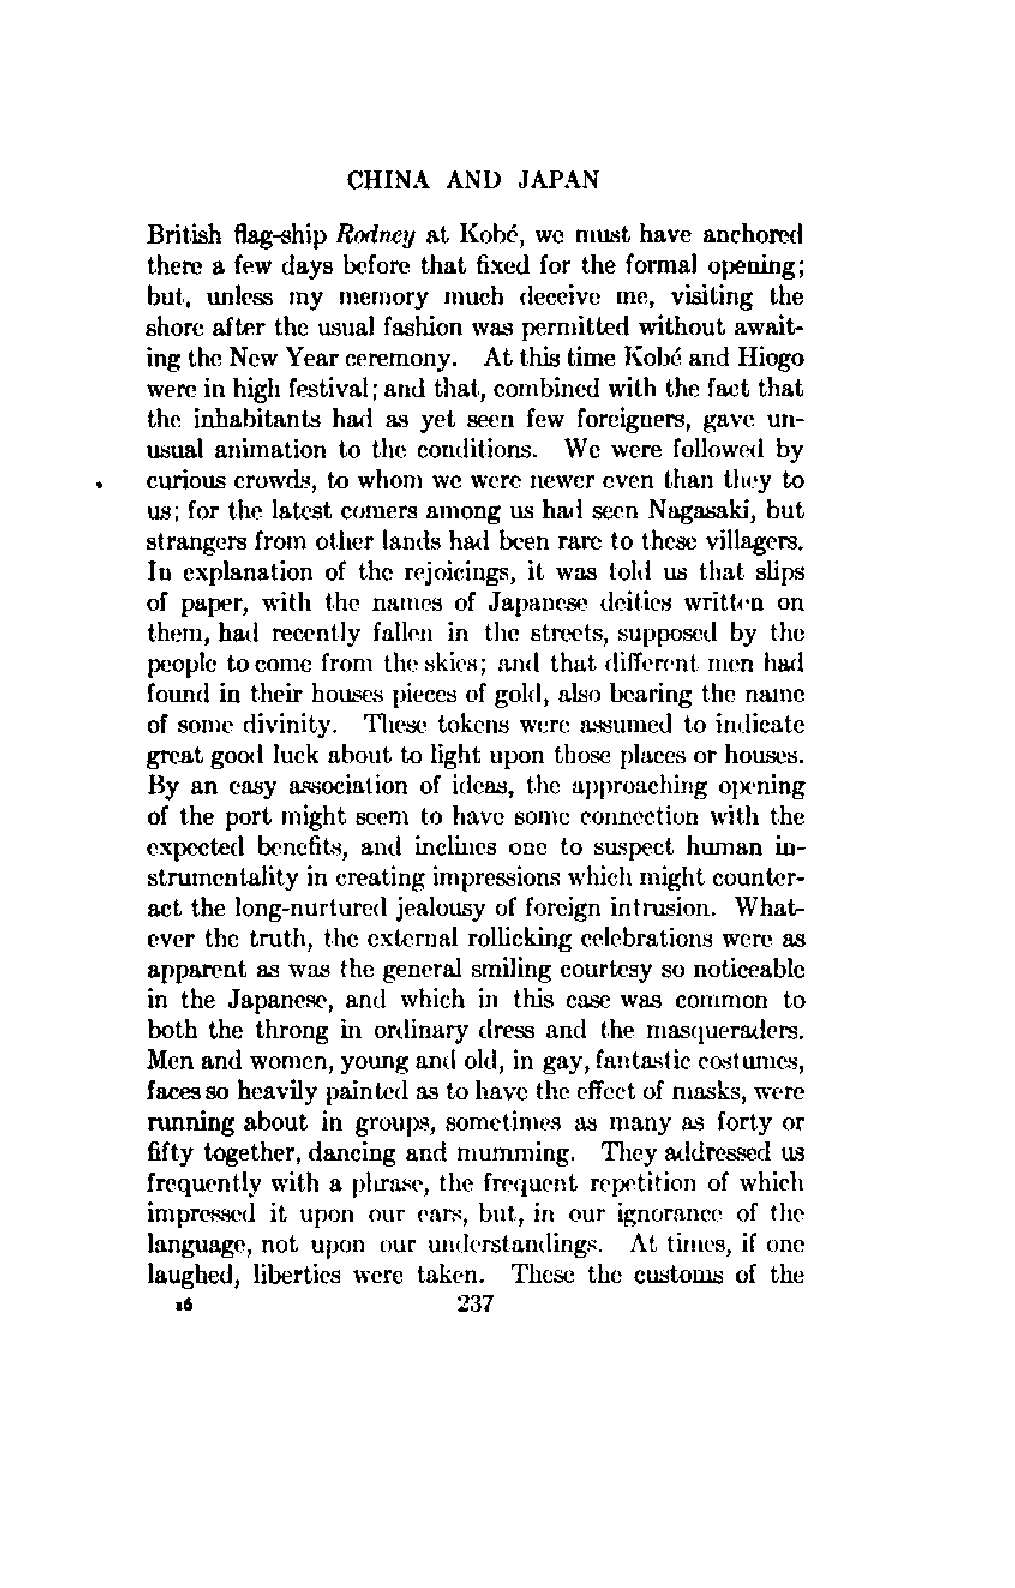 CHINA AND JAPAN
British flag-ship Rodney at Kobé, we must have anchored
there a few days before that fixed for the formal opening;
but, unless my memory much deceive me, visiting the
shore after the usual fashion was permitted without await-
ing the New Year ceremony. At this time Kobé and Hiogo
were in high festival; and that, combined with the fact that
the inhabitants had as yet seen few foreigners, gave un-
usual animation to the conditions. We were followed by
curious crowds, to whom we were newer even than they to
us; for the latest comers among us had seen Nagasaki, but
strangers from other lands had been rare to these villagers.
In explanation of the rejoicings, it was told us that slips
of paper, with the names of Japanese deities written on
them, had recently fallen in the streets, supposed by the
people to come from the skies; and that different men had
found in their houses pieces of gold, also bearing the name
of some divinity. These tokens were assumed to indicate
great good luck about to light upon those places or houses.
By an easy association of ideas, the approaching opening
of the port might seem to have some connection with the
expected benefits, and inclines one to suspect human in-
strumentality in creating impressions which might counter-
act the long-nurtured jealousy of foreign intrusion. What-
ever the truth, the external rollicking celebrations were as
apparent as was the general smiling courtesy so noticeable
in the Japanese, and which in this case was common to
both the throng in ordinary dress and the masqueraders.
Men and women, young and old, in gay, fantastic costumes,
faces so heavily painted as to have the effect of masks, were
running about in groups, sometimes as many as forty or
fifty together, dancing and mumming. They addressed us
frequently with a phrase, the frequent repetition of which
impressed it upon our ears, but, in our ignorance of the
language, not upon our understandings. At times, if one
laughed, liberties were taken. These the customs of the
16 237